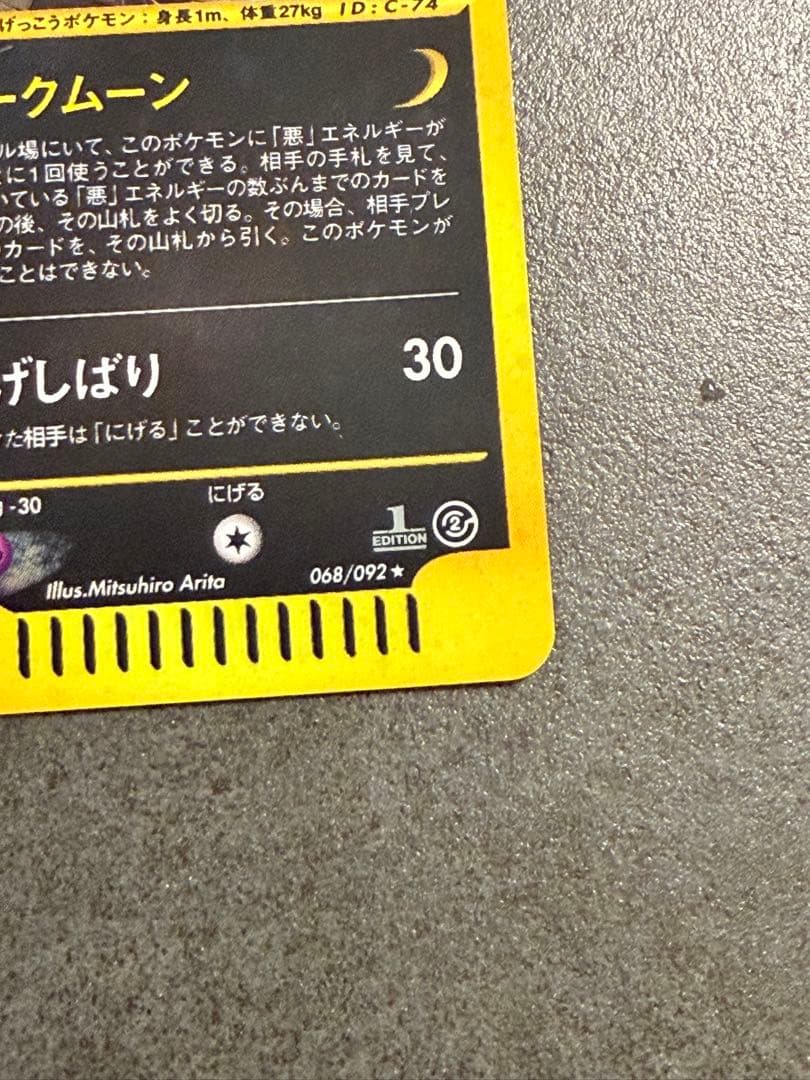 げっこうポケモン：身長1m、体重27kg ID：C-74
ークムーン
ル場にいて、このポケモンに「悪」エネルギーが
に1回使うことができる。相手の手札を見て、
いている「悪」エネルギーの数ぶんまでのカードを
の後、その山札をよく切る。その場合、相手プレ
カードを、その山札から引く。このポケモンが
ことはできない。
げしばり 30
た相手は「にげる」ことができない。
-30 にげる
1 EDITION 2
Illus.Mitsuhiro Arita 068/092★